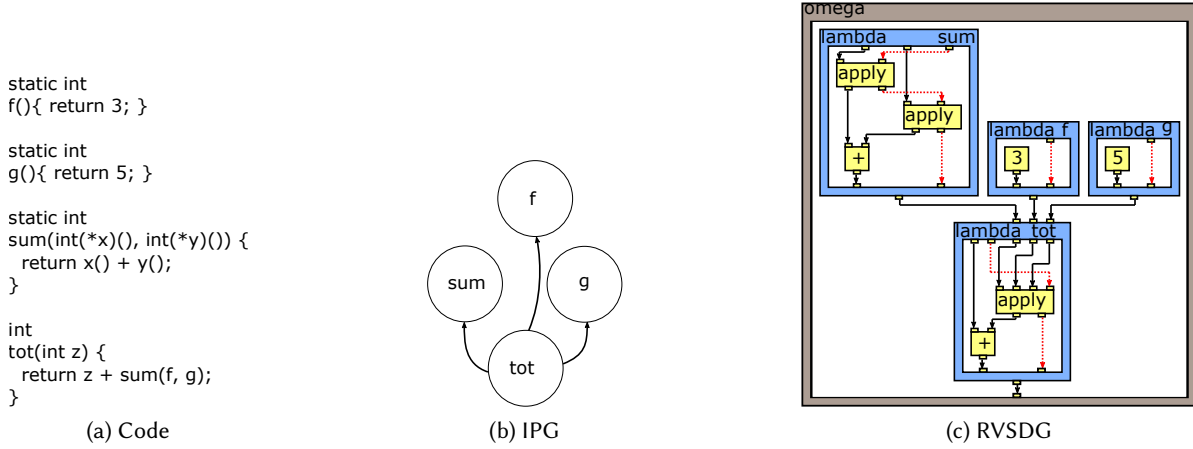 static int
f(){ return 3; }
static int
g(){ return 5; }
static int
sum(int(*x)(), int(*y)()) {
return x() + y();
}
int
tot(int z) {
return z + sum(f, g);
}
(a) Code
f
sum
g
tot
(b) IPG
omega
lambda sum
apply
apply
+
lambda f
3
lambda g
5
lambda tot
apply
+
(c) RVSDG